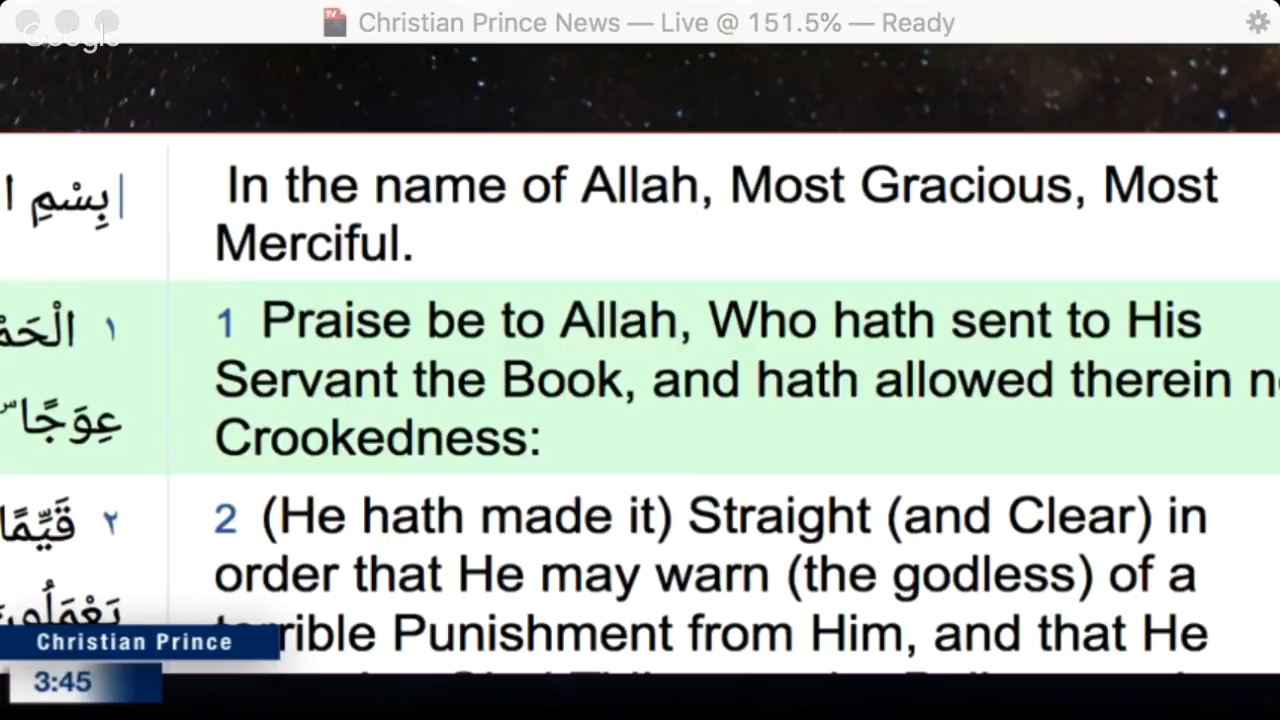 Christian Prince News — Live @ 151.5% — Ready
Google
بِسْمِ
In the name of Allah, Most Gracious, Most
Merciful.
١
1 Praise be to Allah, Who hath sent to His
Servant the Book, and hath allowed therein
عِوَجًا ۜ
Crookedness:
٢ قَيِّمًا
2 (He hath made it) Straight (and Clear) in
order that He may warn (the godless) of a
terrible Punishment from Him, and that He
Christian Prince
3:45